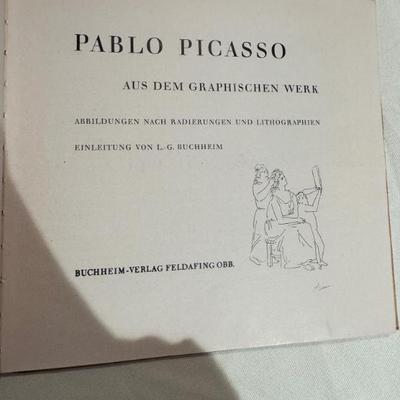 PABLO PICASSO
AUS DEM GRAPHISCHEN WERK
ABBILDUNGEN NACH RADIERUNGEN UND LITHOGRAPHIEN
EINLEITUNG VON L.-G. BUCHHEIM
BUCHHEIM-VERLAG FELDAFING OBB.